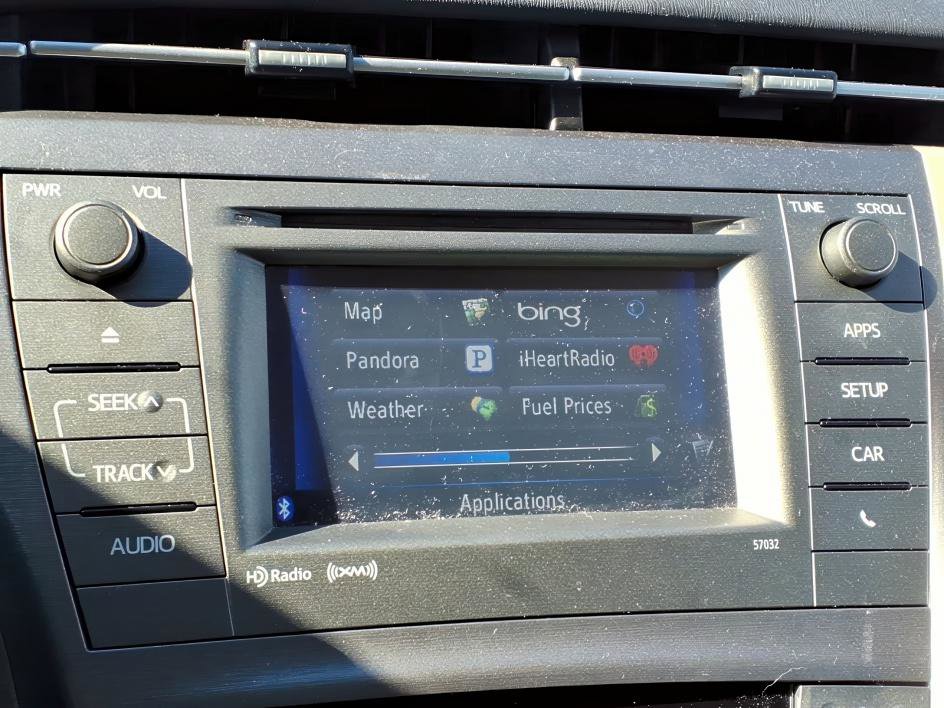 PWR VOL
TUNE SCROLL
Map bing
Pandora P iHeartRadio
Weather Fuel Prices $
Applications
SEEK
TRACK
AUDIO
APPS
SETUP
CAR
57032
HD Radio ((XM))